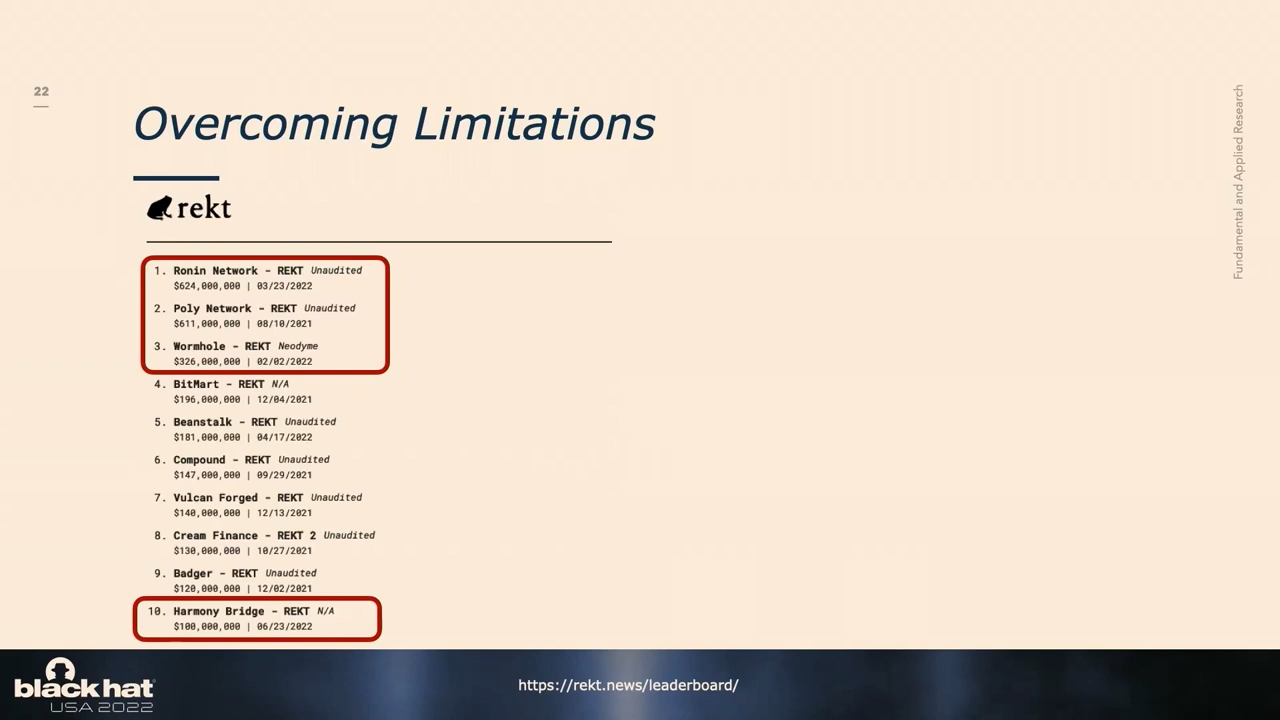 22
Overcoming Limitations
Fundamental and Applied Research
rekt
1. Ronin Network – REKT Unaudited
$624,000,000 | 03/23/2022
2. Poly Network – REKT Unaudited
$611,000,000 | 08/10/2021
3. Wormhole – REKT Neodyme
$326,000,000 | 02/02/2022
4. BitMart – REKT N/A
$196,000,000 | 12/04/2021
5. Beanstalk – REKT Unaudited
$181,000,000 | 04/17/2022
6. Compound – REKT Unaudited
$147,000,000 | 09/29/2021
7. Vulcan Forged – REKT Unaudited
$140,000,000 | 12/13/2021
8. Cream Finance – REKT 2 Unaudited
$130,000,000 | 10/27/2021
9. Badger – REKT Unaudited
$120,000,000 | 12/02/2021
10. Harmony Bridge – REKT N/A
$100,000,000 | 06/23/2022
black hat
USA 2022
https://rekt.news/leaderboard/